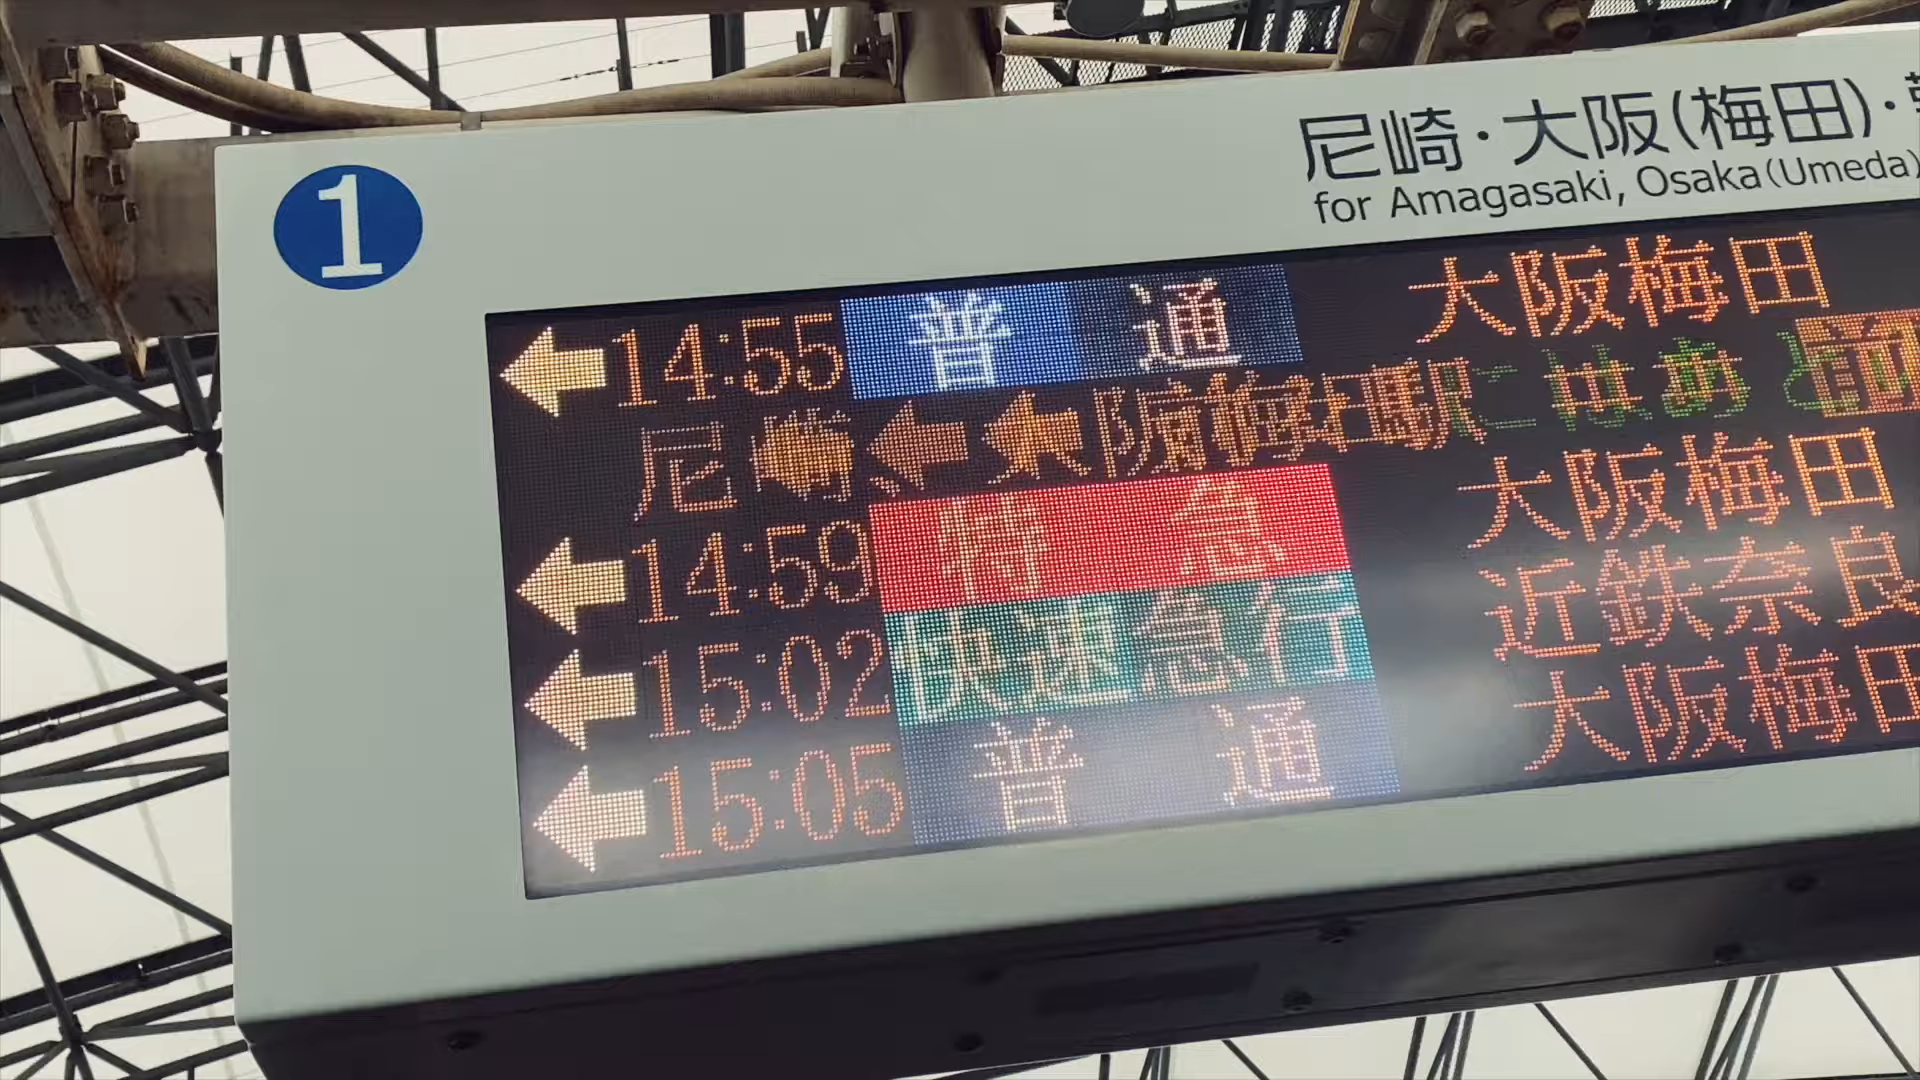 1
尼崎・大阪(梅田)・
for Amagasaki, Osaka(Umeda)
14:55 普通 大阪梅田
14:59 特急 大阪梅田
15:02 快速急行 近鉄奈良
15:05 普通 大阪梅田